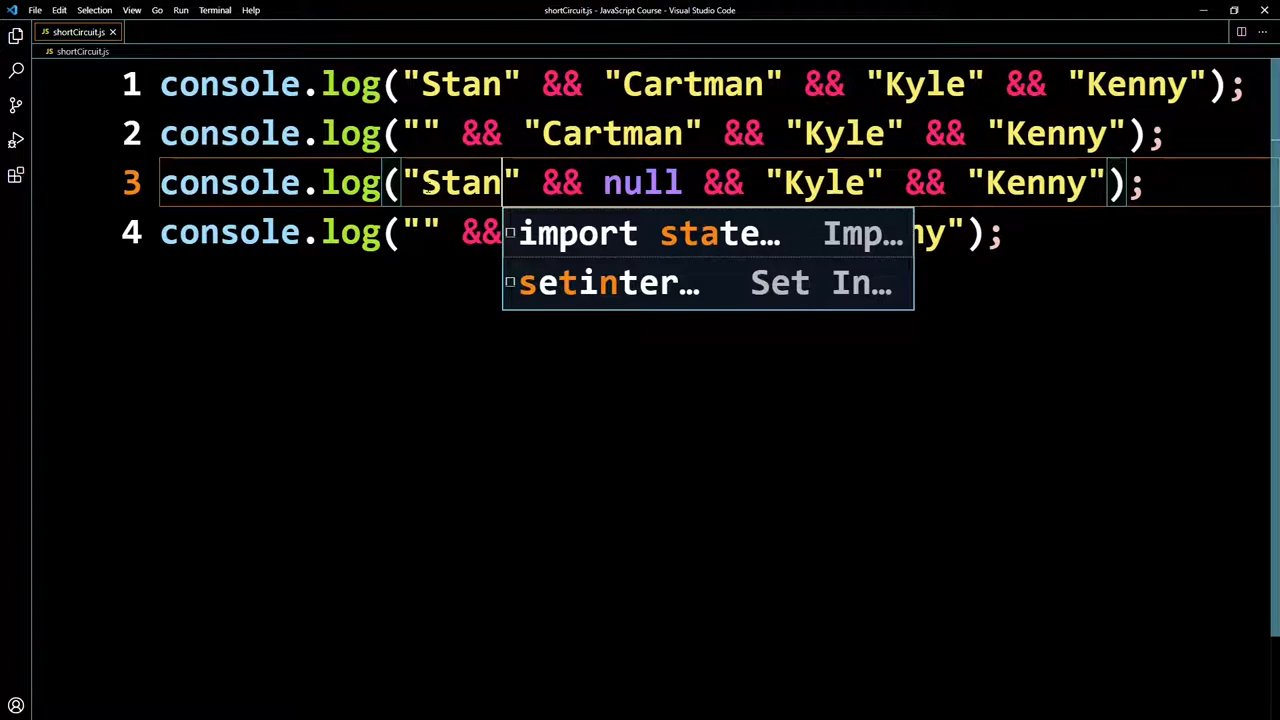 File Edit Selection View Go Run Terminal Help shortCircuit.js - JavaScript Course - Visual Studio Code
JS shortCircuit.js
JS shortCircuit.js
1 console.log("Stan" && "Cartman" && "Kyle" && "Kenny");
2 console.log("" && "Cartman" && "Kyle" && "Kenny");
3 console.log("Stan" && null && "Kyle" && "Kenny");
4 console.log("" && ny");
import state… Imp…
setinter… Set In…